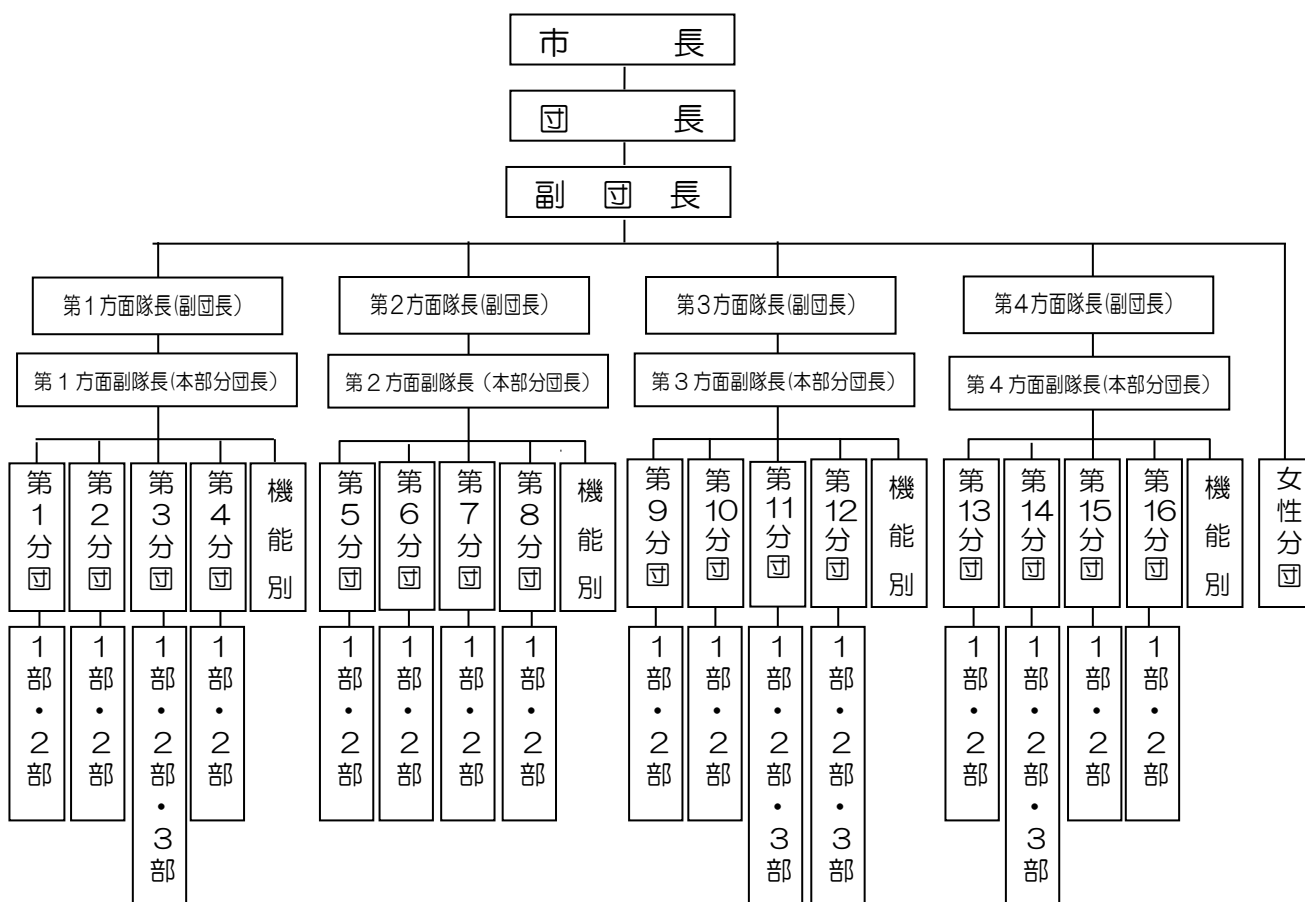 市　　長
団　　長
副　団　長
第1方面隊長(副団長)
第2方面隊長(副団長)
第3方面隊長(副団長)
第4方面隊長(副団長)
第1方面副隊長(本部分団長)
第2方面副隊長(本部分団長)
第3方面副隊長(本部分団長)
第4方面副隊長(本部分団長)
第1分団
第2分団
第3分団
第4分団
機能別
第5分団
第6分団
第7分団
第8分団
機能別
第9分団
第10分団
第11分団
第12分団
機能別
第13分団
第14分団
第15分団
第16分団
機能別
女性分団
1部・2部
1部・2部
1部・2部・3部
1部・2部
1部・2部
1部・2部
1部・2部
1部・2部
1部・2部
1部・2部
1部・2部・3部
1部・2部・3部
1部・2部
1部・2部・3部
1部・2部
1部・2部